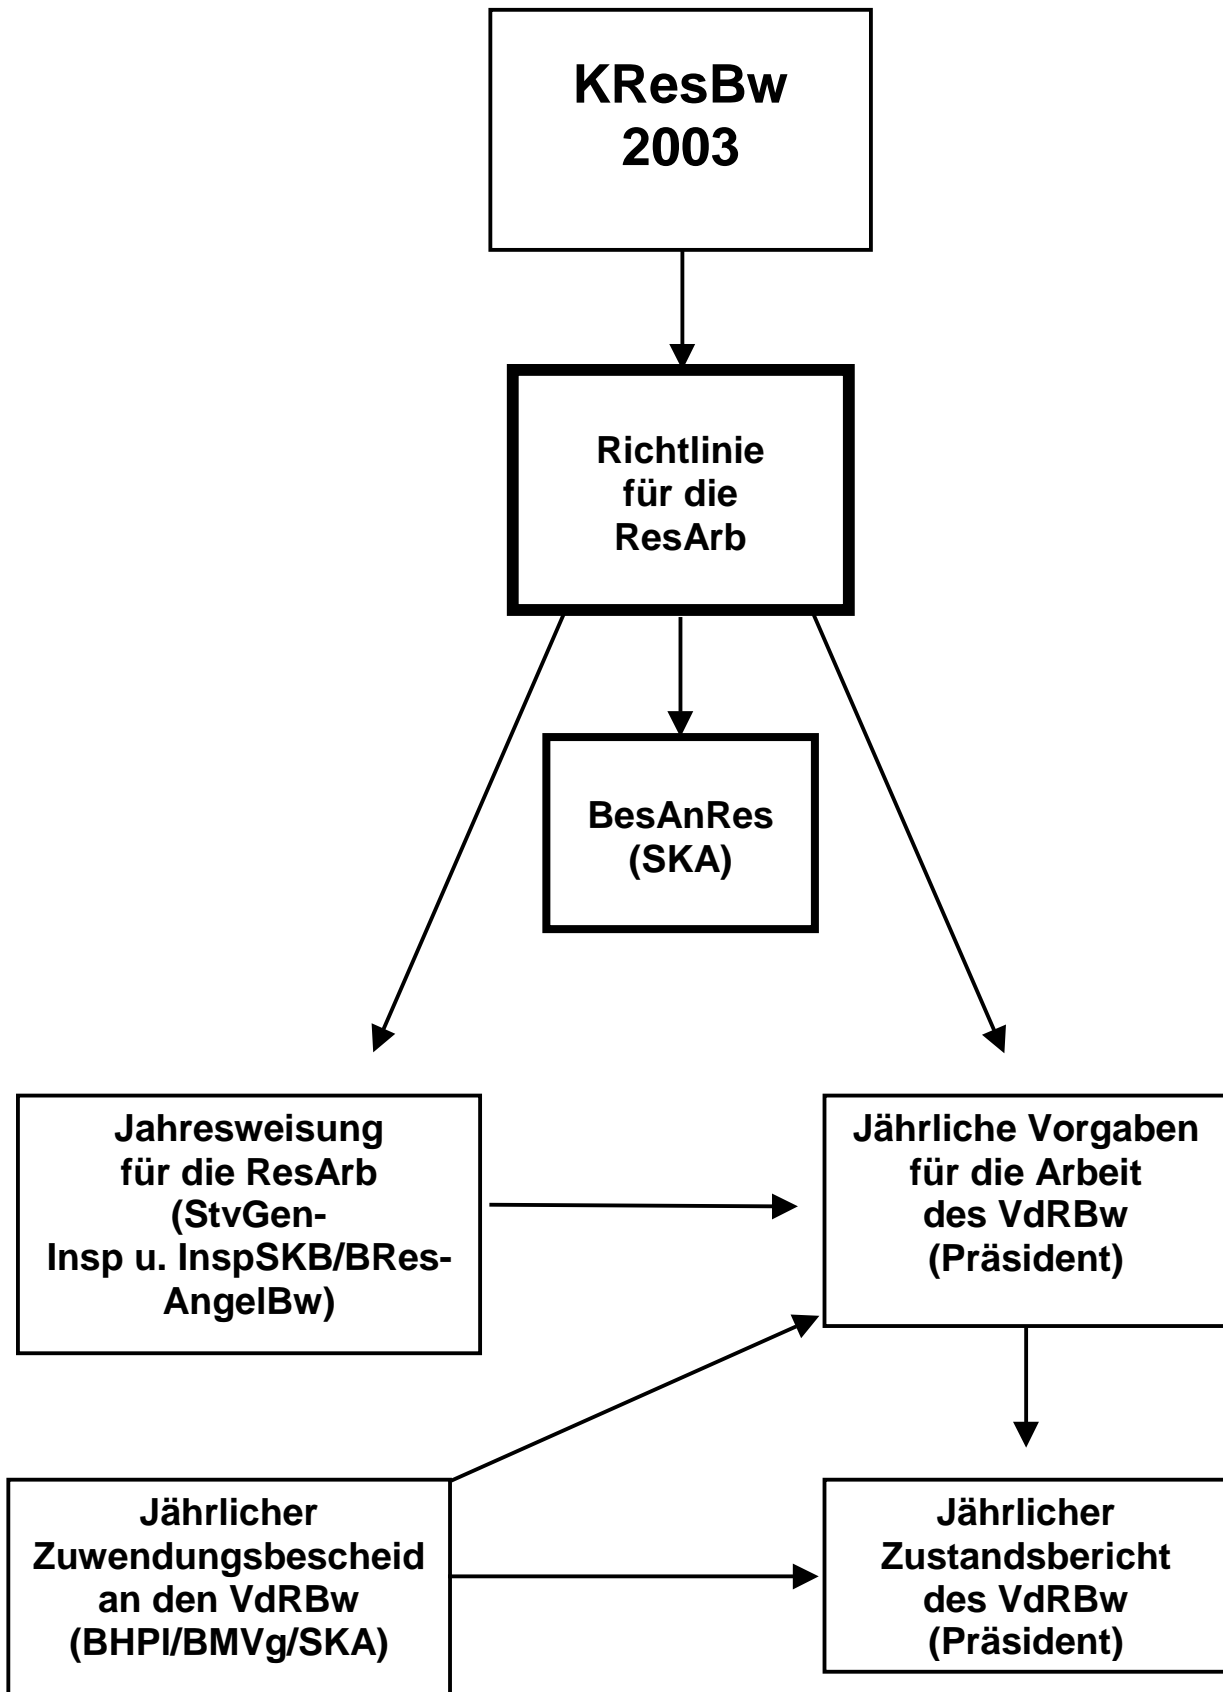 KResBw
2003
Richtlinie
für die
ResArb
BesAnRes
(SKA)
Jahresweisung
für die ResArb
(StvGen-
Insp u. InspSKB/BRes-
AngelBw)
Jährliche Vorgaben
für die Arbeit
des VdRBw
(Präsident)
Jährlicher
Zuwendungsbescheid
an den VdRBw
(BHPl/BMVg/SKA)
Jährlicher
Zustandsbericht
des VdRBw
(Präsident)